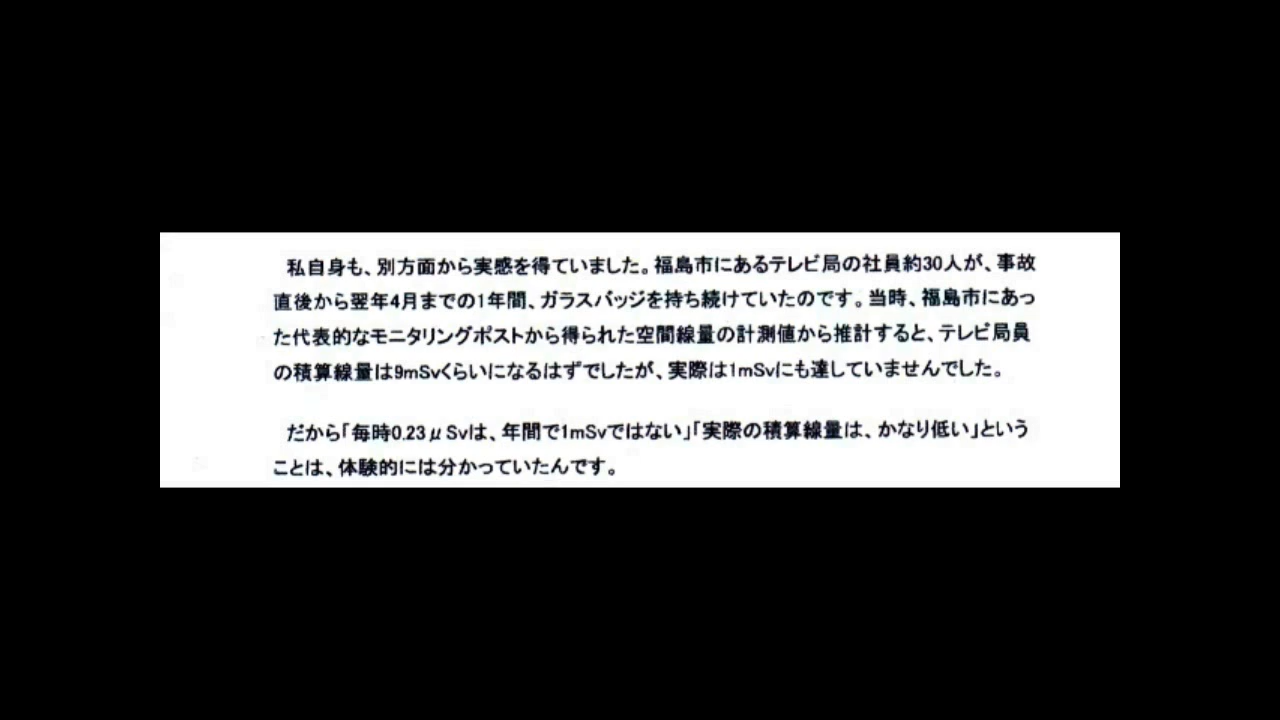 私自身も、別方面から実感を得ていました。福島市にあるテレビ局の社員約30人が、事故
直後から翌年4月までの1年間、ガラスバッジを持ち続けていたのです。当時、福島市にあっ
た代表的なモニタリングポストから得られた空間線量の計測値から推計すると、テレビ局員
の積算線量は9mSvくらいになるはずでしたが、実際は1mSvにも達していませんでした。
だから「毎時0.23μSvは、年間で1mSvではない」「実際の積算線量は、かなり低い」という
ことは、体験的には分かっていたんです。